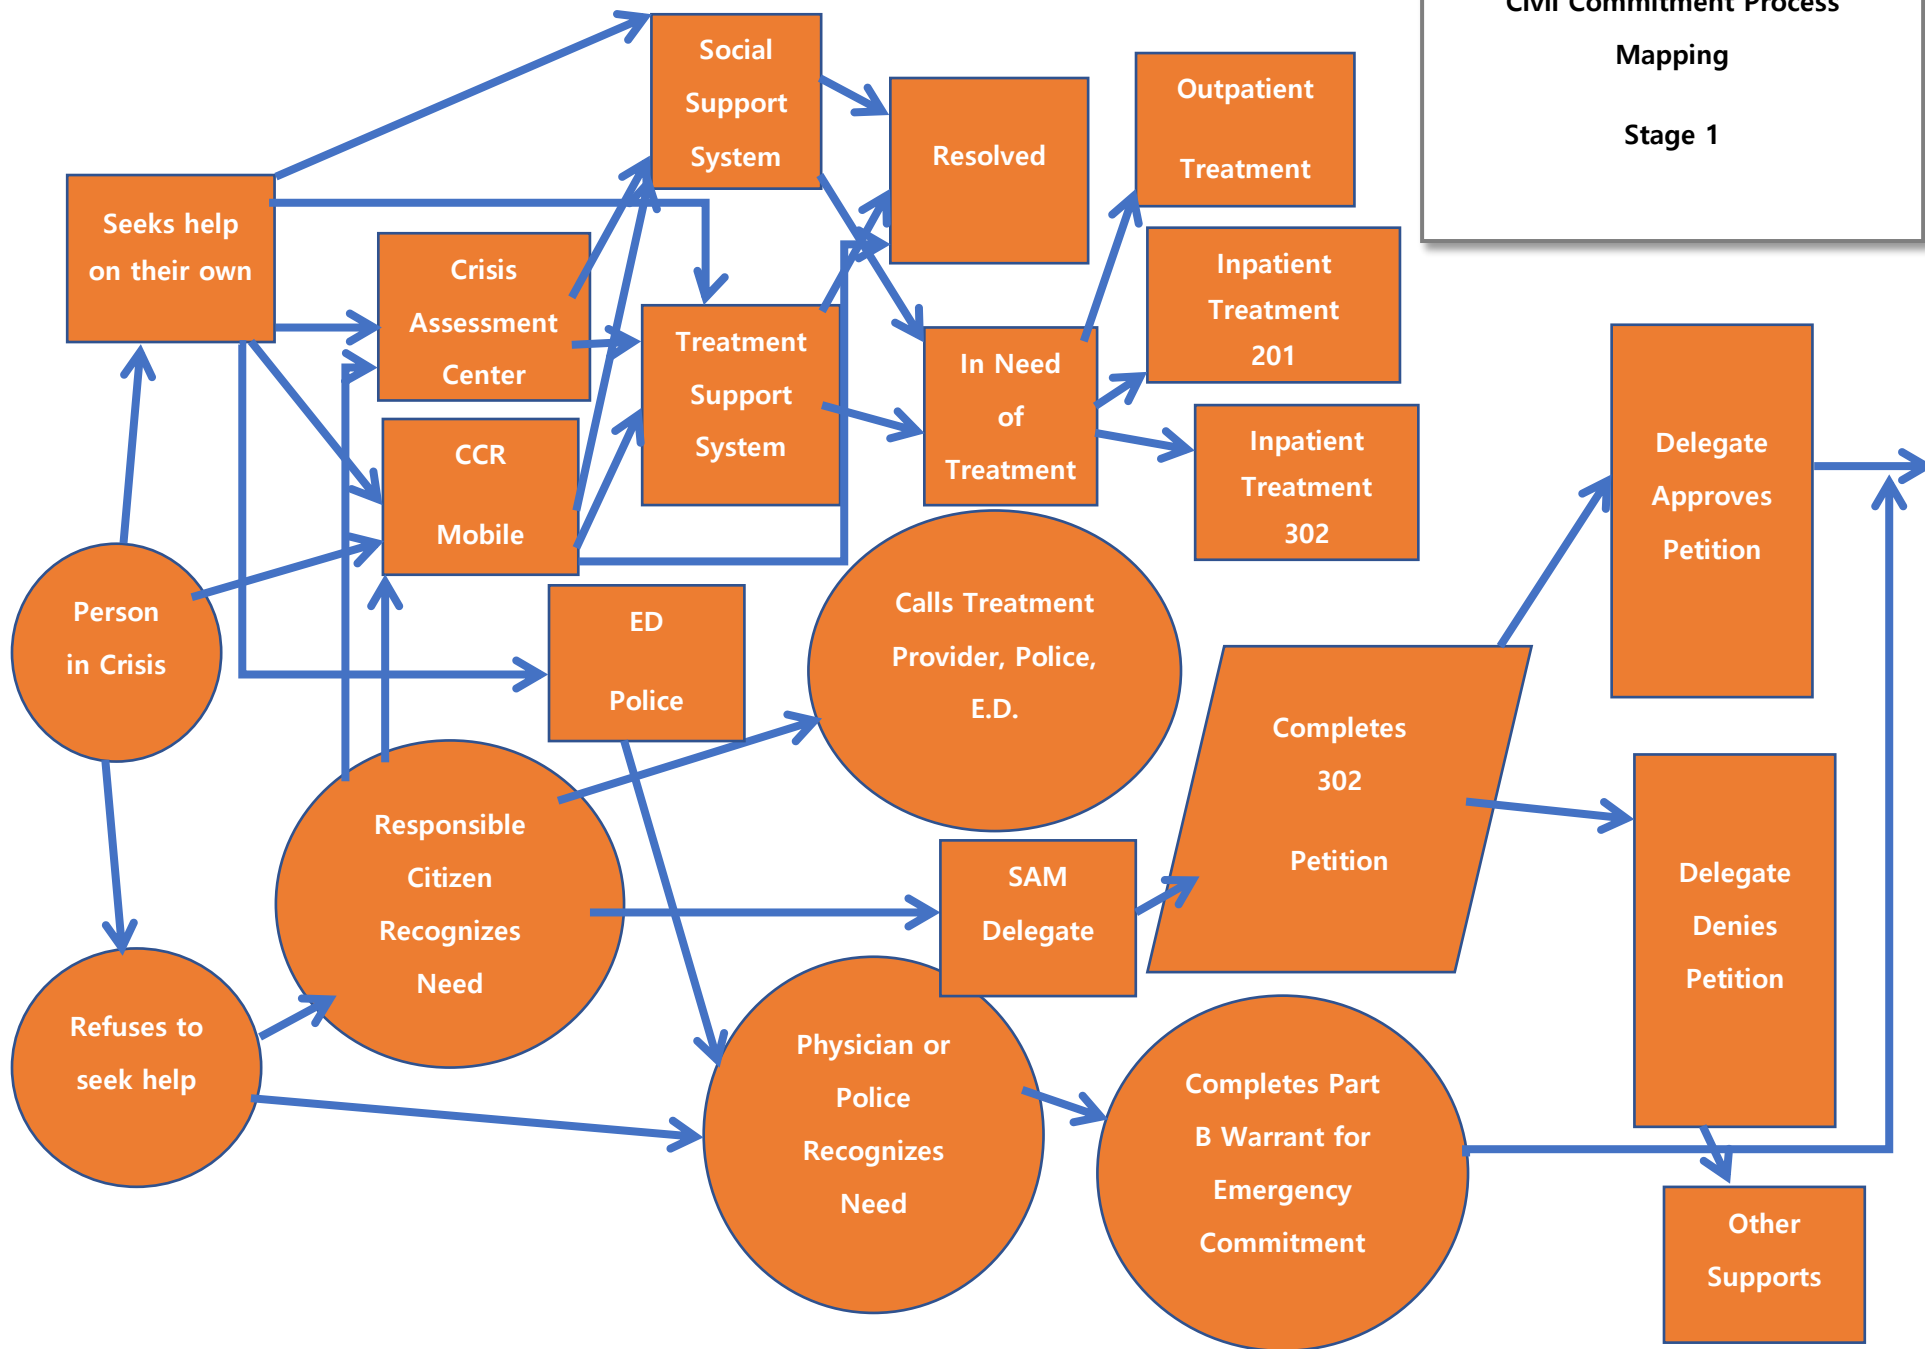 Civil Commitment Process
Mapping
Stage 1
Social
Support
System
Resolved
Outpatient
Treatment
Seeks help
on their own
Crisis
Assessment
Center
Treatment
Support
System
In Need
of
Treatment
Inpatient
Treatment
201
Inpatient
Treatment
302
CCR
Mobile
Delegate
Approves
Petition
Person
in Crisis
ED
Police
Calls Treatment
Provider, Police,
E.D.
Completes
302
Petition
Responsible
Citizen
Recognizes
Need
SAM
Delegate
Delegate
Denies
Petition
Refuses to
seek help
Physician or
Police
Recognizes
Need
Completes Part
B Warrant for
Emergency
Commitment
Other
Supports